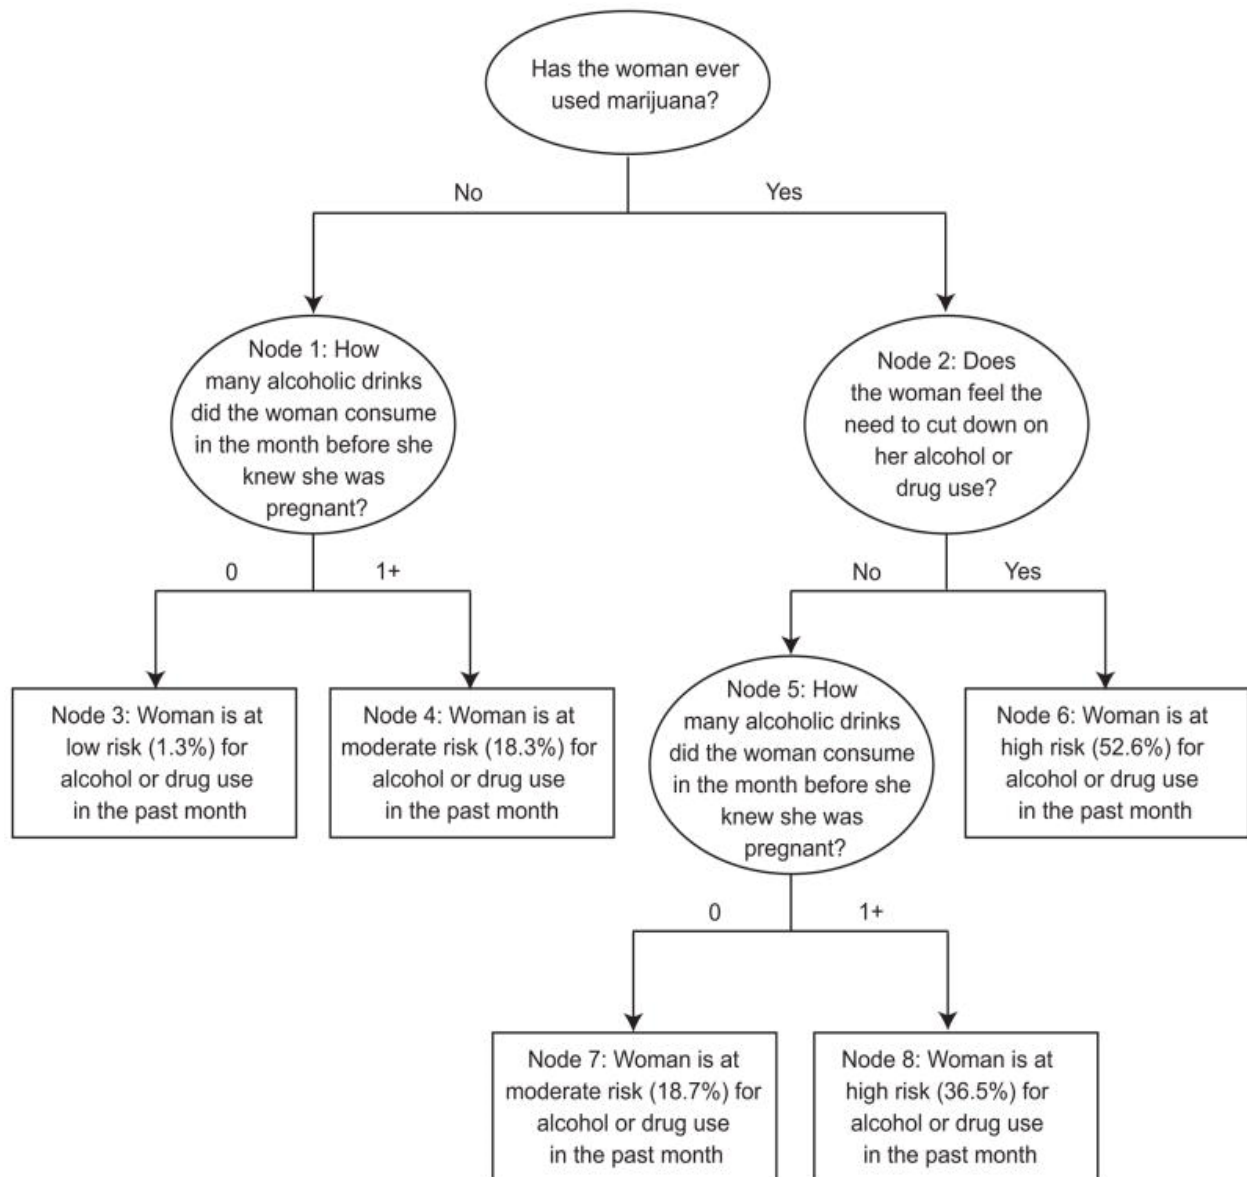 Has the woman ever
used marijuana?
No
Yes
Node 1: How
many alcoholic drinks
did the woman consume
in the month before she
knew she was
pregnant?
Node 2: Does
the woman feel the
need to cut down on
her alcohol or
drug use?
0
1+
No
Yes
Node 3: Woman is at
low risk (1.3%) for
alcohol or drug use
in the past month
Node 4: Woman is at
moderate risk (18.3%) for
alcohol or drug use
in the past month
Node 5: How
many alcoholic drinks
did the woman consume
in the month before she
knew she was
pregnant?
Node 6: Woman is at
high risk (52.6%) for
alcohol or drug use
in the past month
0
1+
Node 7: Woman is at
moderate risk (18.7%) for
alcohol or drug use
in the past month
Node 8: Woman is at
high risk (36.5%) for
alcohol or drug use
in the past month